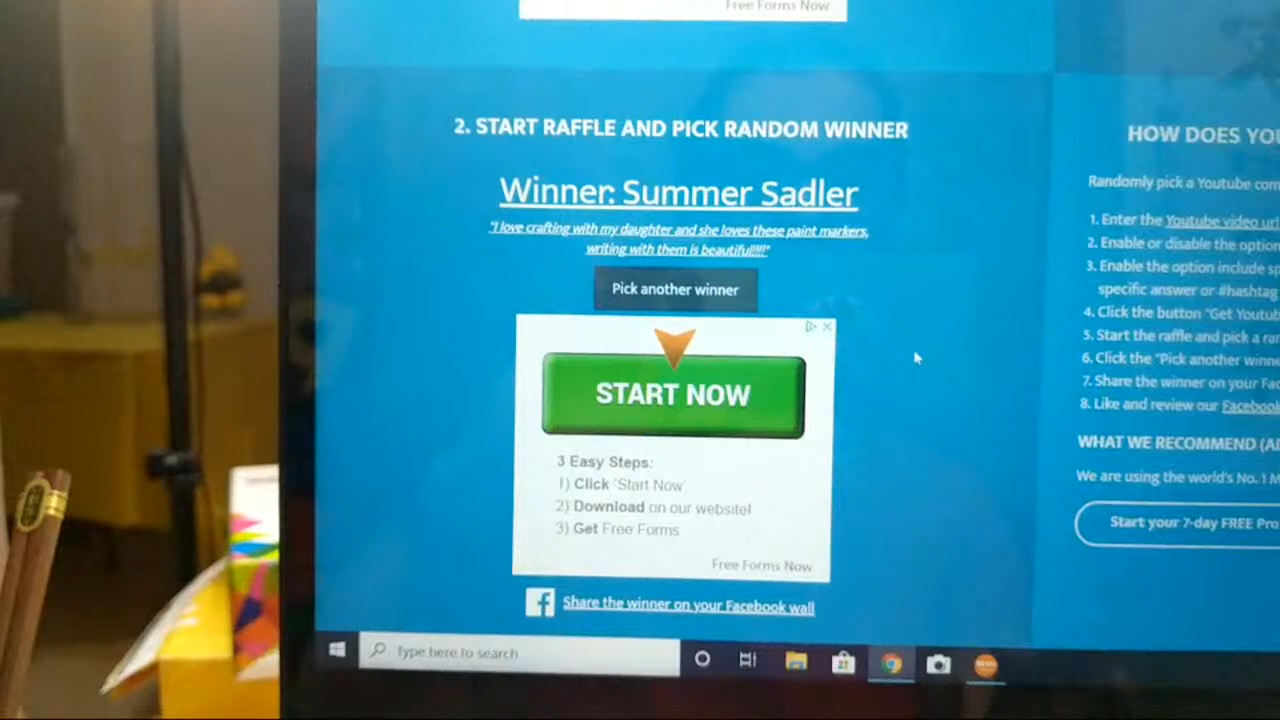 Free Forms Now
2. START RAFFLE AND PICK RANDOM WINNER
Winner: Summer Sadler
"I love crafting with my daughter and she loves these paint markers,
writing with them is beautiful!!!!"
Pick another winner
START NOW
3 Easy Steps:
1) Click 'Start Now'
2) Download on our website!
3) Get Free Forms
Free Forms Now
Share the winner on your Facebook wall
HOW DOES YOU
Randomly pick a Youtube com
1. Enter the Youtube video url
2. Enable or disable the option
3. Enable the option include sp
specific answer or #hashtag
4. Click the button "Get Youtub
5. Start the raffle and pick a ra
6. Click the "Pick another winne
7. Share the winner on your Fac
8. Like and review our Facebook
WHAT WE RECOMMEND (A
We are using the world's No. 1 M
Start your 7-day FREE Pro
Type here to search